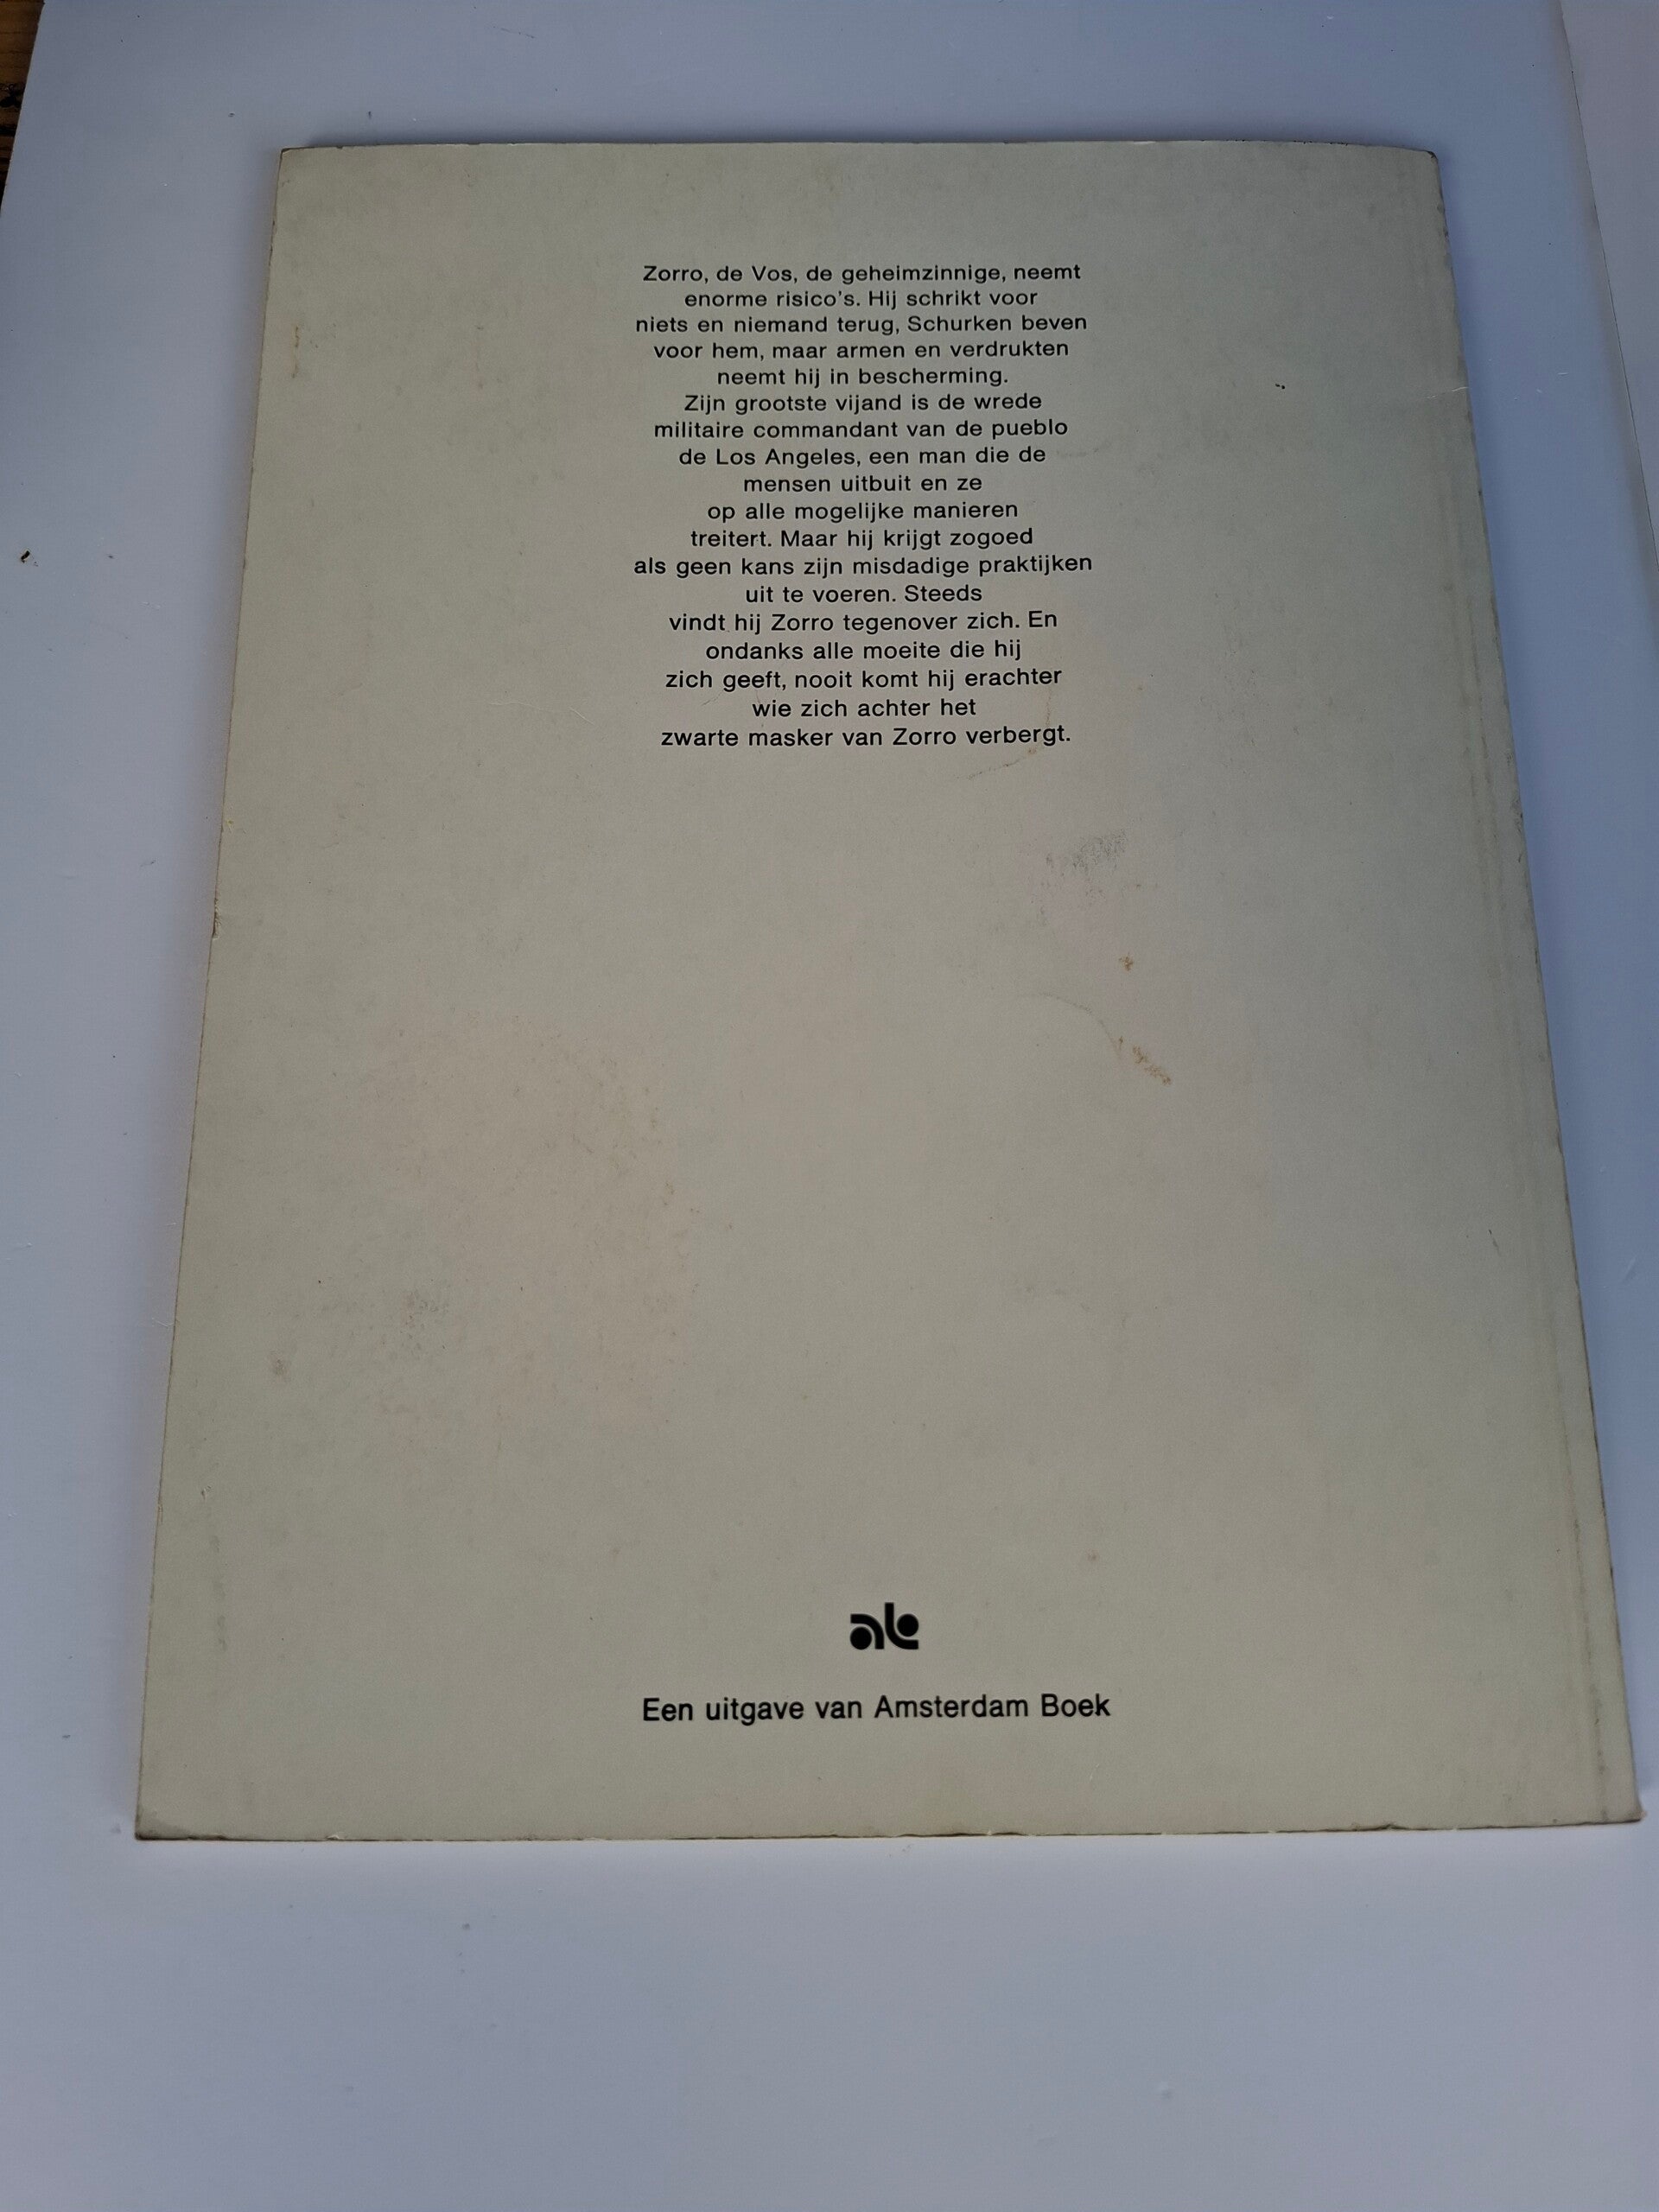 Zorro, de Vos, de geheimzinnige, neemt
enorme risico's. Hij schrikt voor
niets en niemand terug, Schurken beven
voor hem, maar armen en verdrukten
neemt hij in bescherming.
Zijn grootste vijand is de wrede
militaire commandant van de pueblo
de Los Angeles, een man die de
mensen uitbuit en ze
op alle mogelijke manieren
treitert. Maar hij krijgt zogoed
als geen kans zijn misdadige praktijken
uit te voeren. Steeds
vindt hij Zorro tegenover zich. En
ondanks alle moeite die hij
zich geeft, nooit komt hij erachter
wie zich achter het
zwarte masker van Zorro verbergt.
ab
Een uitgave van Amsterdam Boek